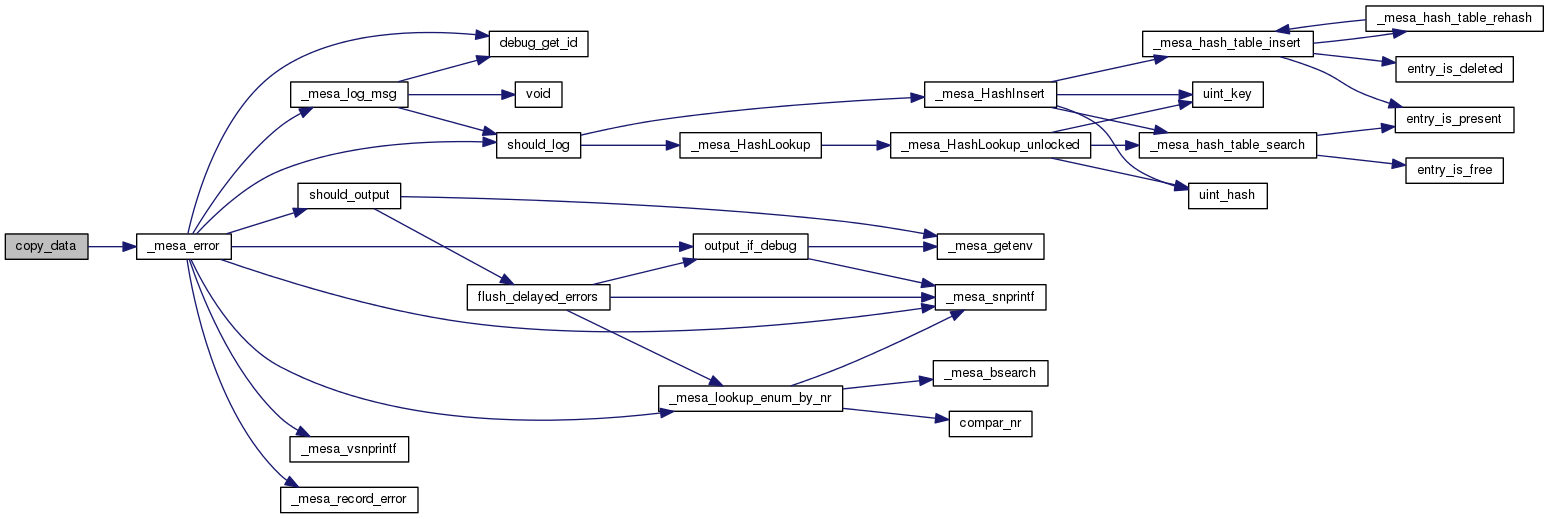 _mesa_hash_table_rehash
debug_get_id
_mesa_hash_table_insert
entry_is_deleted
_mesa_log_msg
void
_mesa_HashInsert
uint_key
entry_is_present
should_log
_mesa_HashLookup
_mesa_HashLookup_unlocked
_mesa_hash_table_search
entry_is_free
should_output
uint_hash
copy_data
_mesa_error
output_if_debug
_mesa_getenv
flush_delayed_errors
_mesa_snprintf
_mesa_bsearch
_mesa_lookup_enum_by_nr
compar_nr
_mesa_vsnprintf
_mesa_record_error